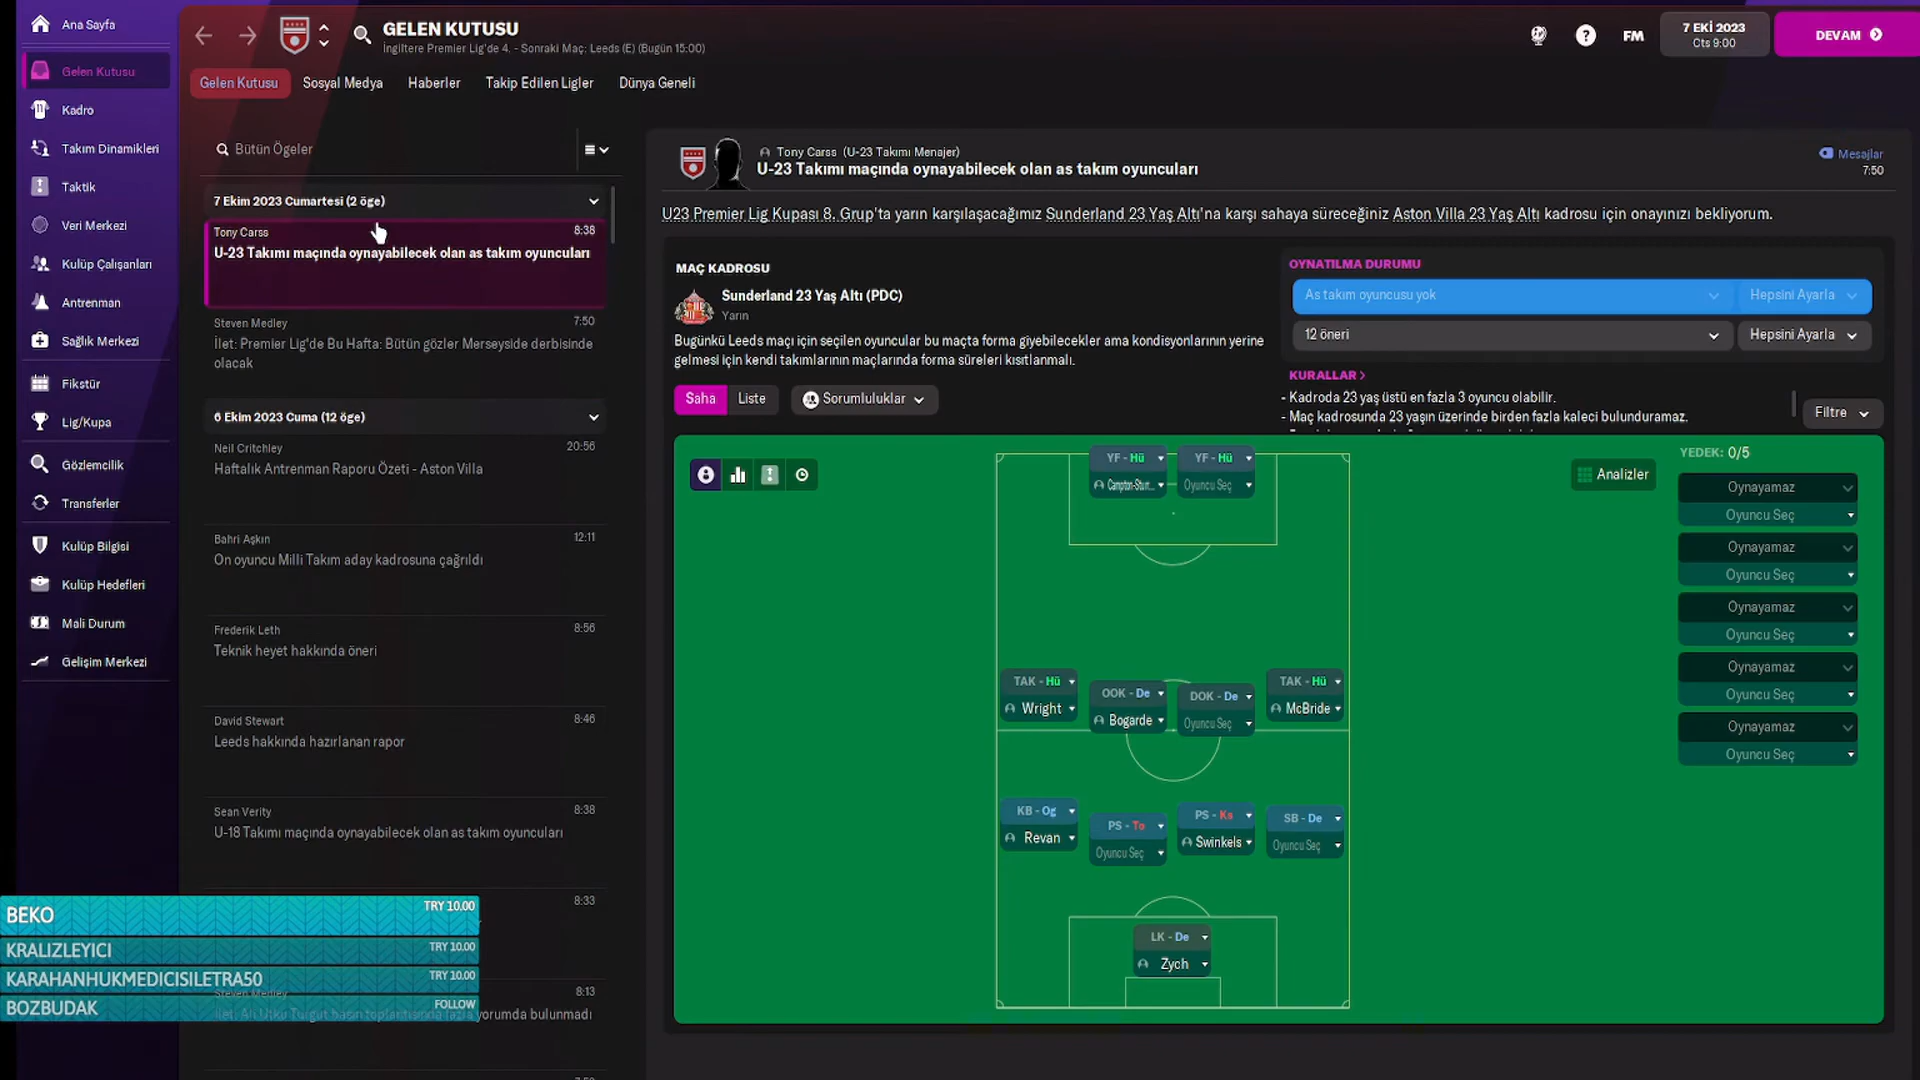 Ana Sayfa
Gelen Kutusu
Kadro
Takım Dinamikleri
Taktik
Veri Merkezi
Kulüp Çalışanları
Antrenman
Sağlık Merkezi
Fikstür
Lig/Kupa
Gözlemcilik
Transferler
Kulüp Bilgisi
Kulüp Hedefleri
Mali Durum
Gelişim Merkezi
GELEN KUTUSU
İngiltere Premier Lig'de 4. - Sonraki Maç: Leeds (E) (Bugün 15:00)
FM
7 EKİ 2023
Cts 9:00
DEVAM
Gelen Kutusu
Sosyal Medya
Haberler
Takip Edilen Ligler
Dünya Geneli
Bütün Ögeler
7 Ekim 2023 Cumartesi (2 öge)
Tony Carss 8:38
U-23 Takımı maçında oynayabilecek olan as takım oyuncuları
Steven Medley 7:50
İlet: Premier Lig'de Bu Hafta: Bütün gözler Merseyside derbisinde
olacak
6 Ekim 2023 Cuma (12 öge)
Neil Critchley 20:56
Haftalık Antrenman Raporu Özeti - Aston Villa
Bahri Aşkın 12:11
On oyuncu Milli Takım aday kadrosuna çağrıldı
Frederik Leth 8:56
Teknik heyet hakkında öneri
David Stewart 8:46
Leeds hakkında hazırlanan rapor
Sean Verity 8:38
U-18 Takımı maçında oynayabilecek olan as takım oyuncuları
8:33
Steven Medley 8:13
İlet: Ali Utku Turgut basın toplantısında fazla yorumda bulunmadı
BEKO TRY 10.00
KRALIZLEYICI TRY 10.00
KARAHANHUKMEDICISILETRA50 TRY 10.00
BOZBUDAK FOLLOW
Tony Carss (U-23 Takımı Menajer)
U-23 Takımı maçında oynayabilecek olan as takım oyuncuları
Mesajlar
7:50
U23 Premier Lig Kupası 8. Grup'ta yarın karşılaşacağımız Sunderland 23 Yaş Altı'na karşı sahaya süreceğiniz Aston Villa 23 Yaş Altı kadrosu için onayınızı bekliyorum.
MAÇ KADROSU
Sunderland 23 Yaş Altı (PDC)
Yarın
Bugünkü Leeds maçı için seçilen oyuncular bu maçta forma giyebilecekler ama kondisyonlarının yerine
gelmesi için kendi takımlarının maçlarında forma süreleri kısıtlanmalı.
Saha
Liste
Sorumluluklar
OYNATILMA DURUMU
As takım oyuncusu yok
Hepsini Ayarla
12 öneri
Hepsini Ayarla
KURALLAR
- Kadroda 23 yaş üstü en fazla 3 oyuncu olabilir.
- Maç kadrosunda 23 yaşın üzerinde birden fazla kaleci bulunduramaz.
Filtre
Analizler
YF - Hü
YF - Hü
Oyuncu Seç
TAK - Hü
Wright
OOK - De
Bogarde
DOK - De
Oyuncu Seç
TAK - Hü
McBride
KB - Og
Revan
PS - To
Oyuncu Seç
PS - Ks
Swinkels
SB - De
Oyuncu Seç
LK - De
Zych
YEDEK: 0/5
Oynayamaz
Oyuncu Seç
Oynayamaz
Oyuncu Seç
Oynayamaz
Oyuncu Seç
Oynayamaz
Oyuncu Seç
Oynayamaz
Oyuncu Seç